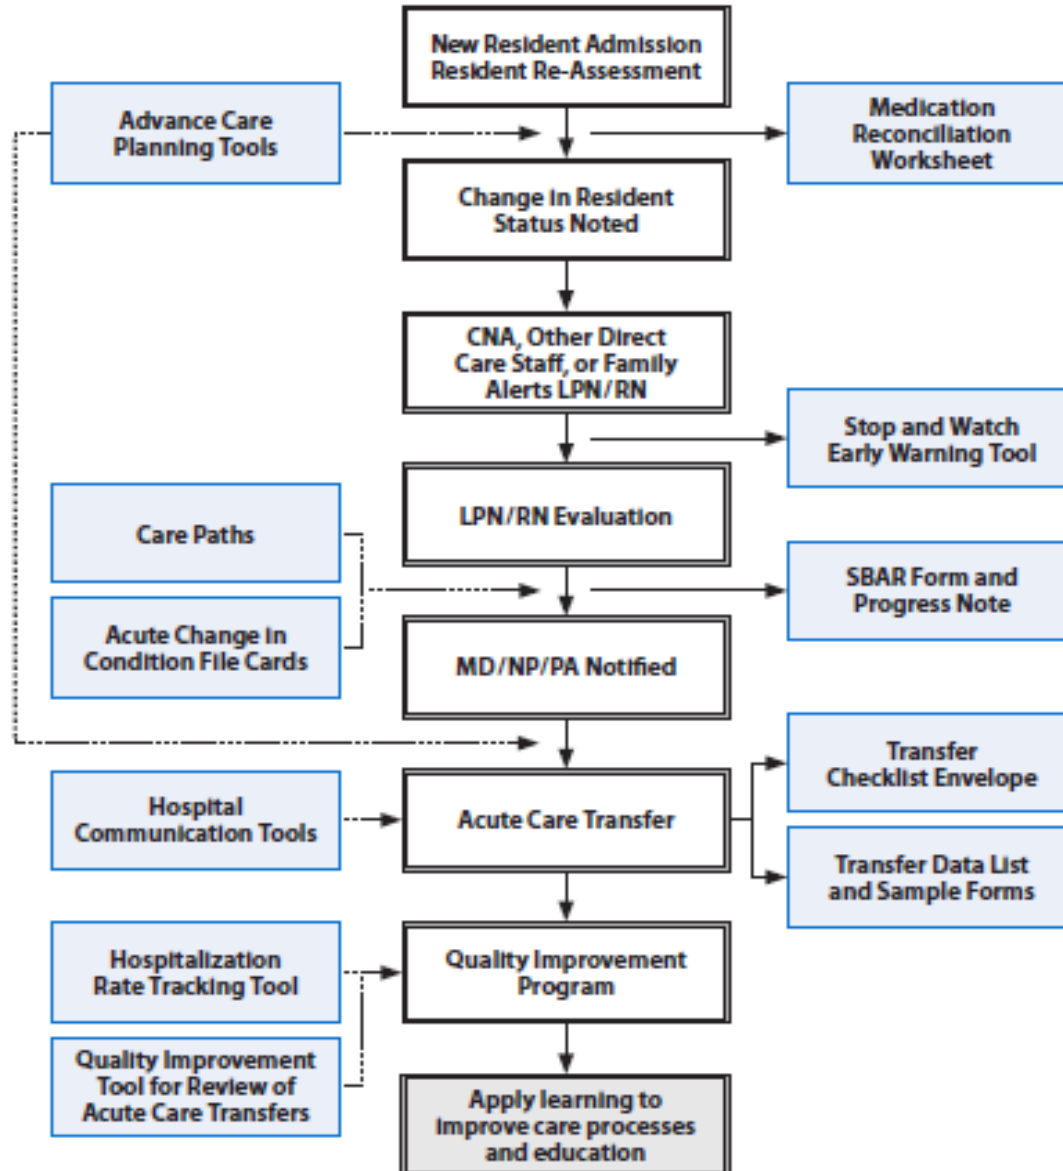 New Resident Admission
Resident Re-Assessment
Advance Care
Planning Tools
Medication
Reconciliation
Worksheet
Change in Resident
Status Noted
CNA, Other Direct
Care Staff, or Family
Alerts LPN/RN
Stop and Watch
Early Warning Tool
LPN/RN Evaluation
Care Paths
SBAR Form and
Progress Note
Acute Change in
Condition File Cards
MD/NP/PA Notified
Transfer
Checklist Envelope
Hospital
Communication Tools
Acute Care Transfer
Transfer Data List
and Sample Forms
Hospitalization
Rate Tracking Tool
Quality Improvement
Program
Quality Improvement
Tool for Review of
Acute Care Transfers
Apply learning to
improve care processes
and education